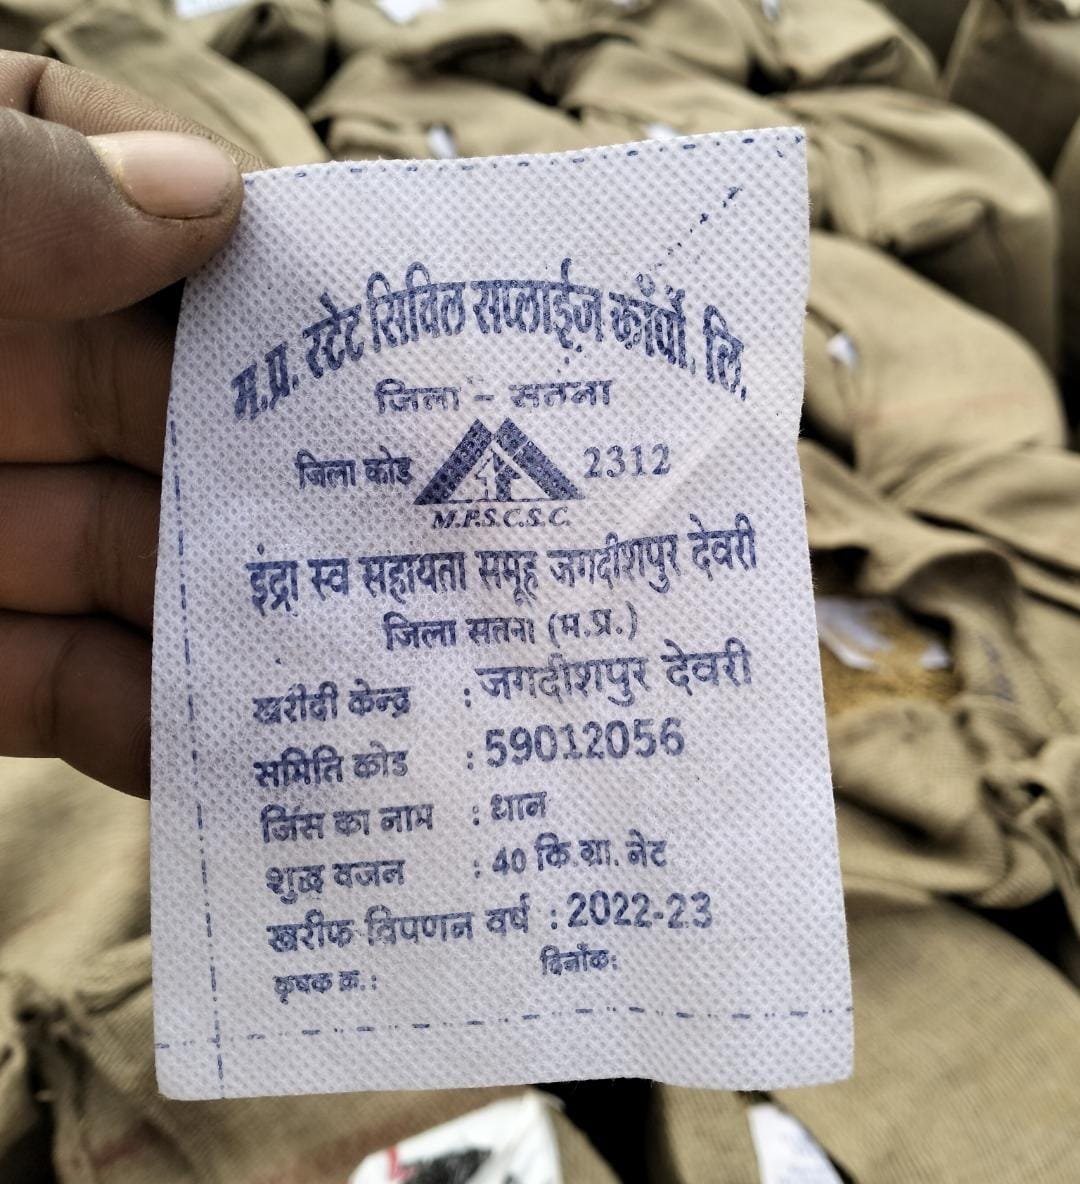 म.प्र. स्टेट सिविल सप्लाईज कॉर्पो. लि.
जिला - सतना
जिला कोड 2312
M.P.S.C.S.C.
इंद्रा स्व सहायता समूह जगदीशपुर देवरी
जिला सतना (म.प्र.)
खरीदी केन्द्र : जगदीशपुर देवरी
समिति कोड : 59012056
जिंस का नाम : धान
शुद्ध वजन : 40 कि.ग्रा. नेट
खरीफ विपणन वर्ष : 2022-23
कृषक क्र.: दिनाँक: